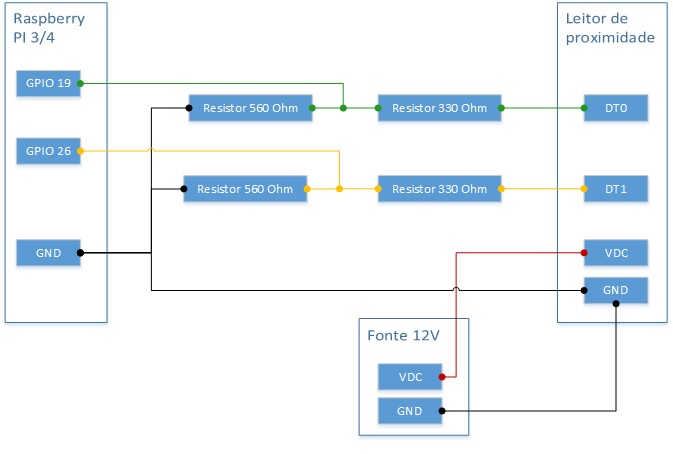 Raspberry
PI 3/4
Leitor de
proximidade
GPIO 19
Resistor 560 Ohm
Resistor 330 Ohm
DT0
GPIO 26
Resistor 560 Ohm
Resistor 330 Ohm
DT1
GND
VDC
GND
Fonte 12V
VDC
GND